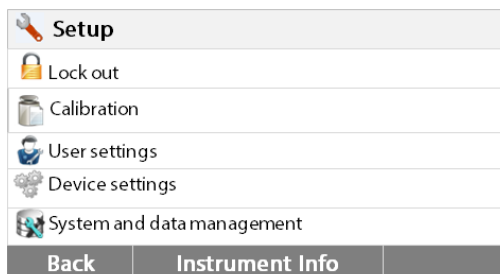 Setup
Lock out
Calibration
User settings
Device settings
System and data management
Back Instrument Info